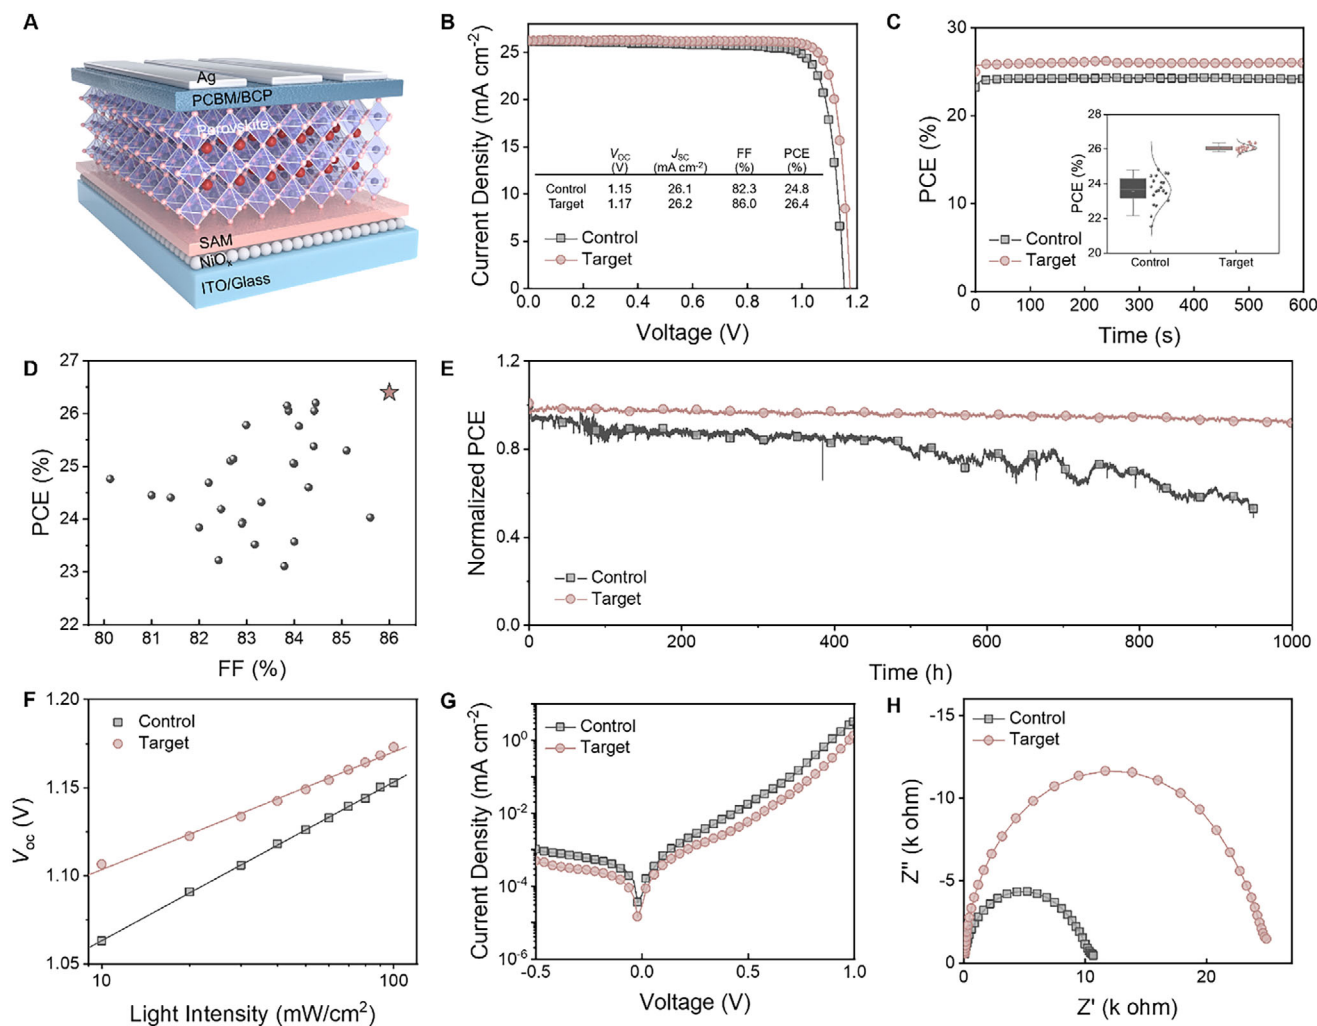 A
Ag
PCBM/BCP
Perovskite
SAM
NiOx
ITO/Glass
B
Current Density (mA cm-2)
25
20
15
10
5
0
VOC (V) JSC (mA cm-2) FF (%) PCE (%)
Control 1.15 26.1 82.3 24.8
Target 1.17 26.2 86.0 26.4
Control
Target
0.0 0.2 0.4 0.6 0.8 1.0 1.2
Voltage (V)
C
PCE (%)
30
20
10
0
Control
Target
PCE (%)
28
26
24
22
20
Control Target
0 100 200 300 400 500 600
Time (s)
D
PCE (%)
27
26
25
24
23
22
80 81 82 83 84 85 86
FF (%)
E
Normalized PCE
1.2
0.9
0.6
0.3
0.0
Control
Target
0 200 400 600 800 1000
Time (h)
F
Voc (V)
1.20
1.15
1.10
1.05
Control
Target
10 100
Light Intensity (mW/cm2)
G
Current Density (mA cm-2)
100
10-2
10-4
10-6
Control
Target
-0.5 0.0 0.5 1.0
Voltage (V)
H
Z'' (k ohm)
-15
-10
-5
0
Control
Target
0 10 20
Z' (k ohm)